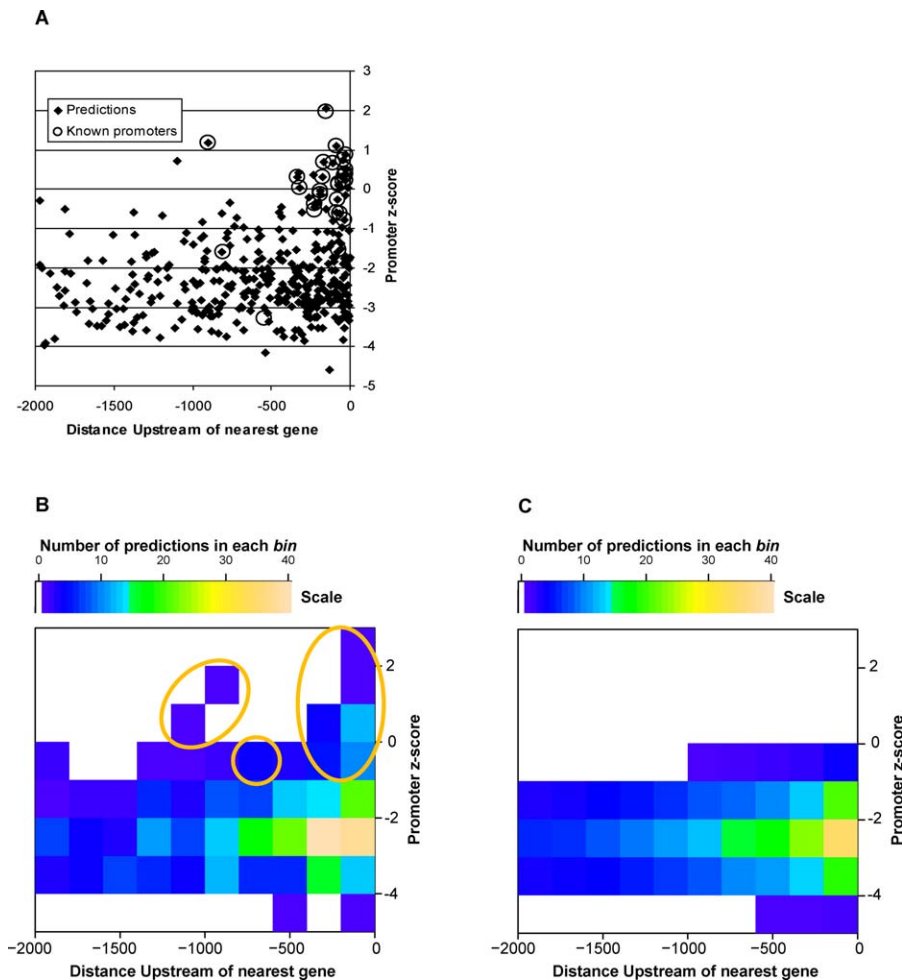 A
3
2
1
0
-1
-2
-3
-4
-5
Promoter z-score
Predictions
Known promoters
-2000 -1500 -1000 -500 0
Distance Upstream of nearest gene
B
Number of predictions in each bin
0 10 20 30 40
Scale
2
0
-2
-4
Promoter z-score
−2000 −1500 −1000 −500 0
Distance Upstream of nearest gene
C
Number of predictions in each bin
0 10 20 30 40
Scale
2
0
-2
-4
Promoter z-score
−2000 −1500 −1000 −500 0
Distance Upstream of nearest gene